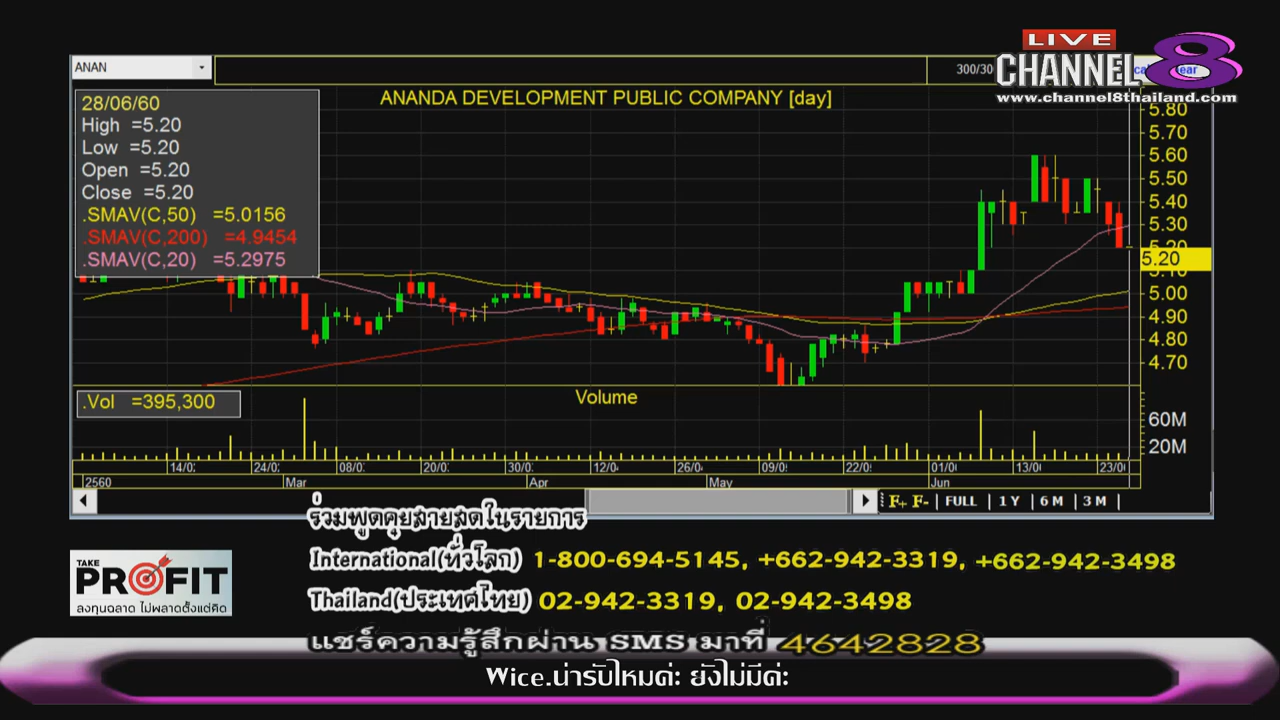 LIVE
CHANNEL 8
www.channel8thailand.com
ANAN
300/30
ANANDA DEVELOPMENT PUBLIC COMPANY [day]
28/06/60
High =5.20
Low =5.20
Open =5.20
Close =5.20
.SMAV(C,50) =5.0156
.SMAV(C,200) =4.9454
.SMAV(C,20) =5.2975
5.80
5.70
5.60
5.50
5.40
5.30
5.20
5.20
5.10
5.00
4.90
4.80
4.70
.Vol =395,300
Volume
60M
20M
14/0 24/0 08/0 20/0 30/0 12/0 26/0 09/0 22/0 01/0 13/0 23/0
2560 Mar Apr May Jun
F+ F- | FULL | 1 Y | 6 M | 3 M |
ร่วมพูดคุยสายสดในรายการ
International(ทั่วโลก) 1-800-694-5145, +662-942-3319, +662-942-3498
Thailand(ประเทศไทย) 02-942-3319, 02-942-3498
แชร์ความรู้สึกผ่าน SMS มาที่ 4642828
TAKE
PROFIT
ลงทุนฉลาด ไม่พลาดตั้งแต่คิด
Wice.น่ารับไหมค่ะ ยังไม่มีค่ะ